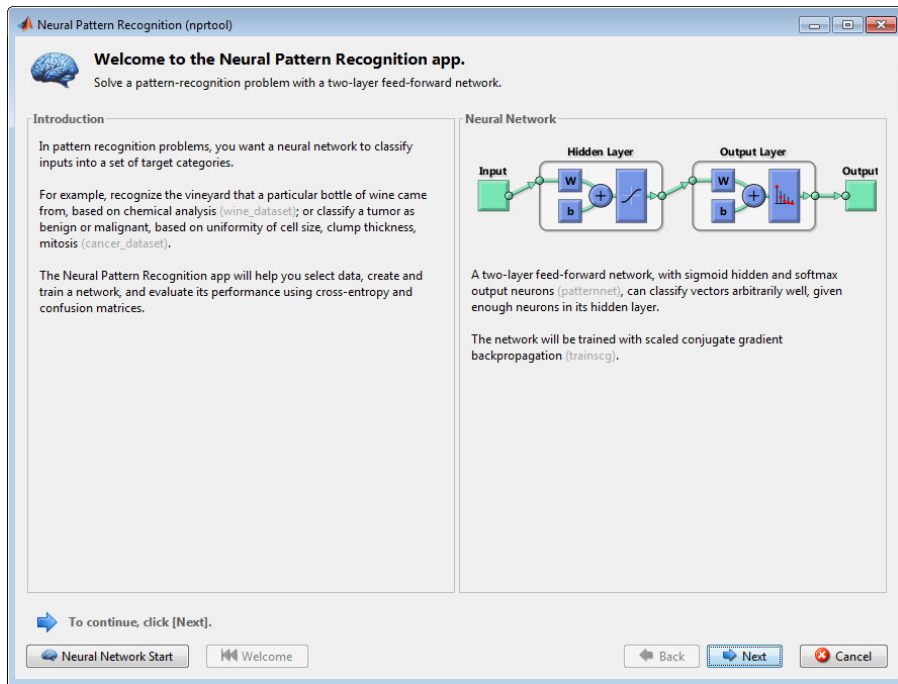 Neural Pattern Recognition (nprtool)
Welcome to the Neural Pattern Recognition app.
Solve a pattern-recognition problem with a two-layer feed-forward network.
Introduction
In pattern recognition problems, you want a neural network to classify
inputs into a set of target categories.
For example, recognize the vineyard that a particular bottle of wine came
from, based on chemical analysis (wine_dataset); or classify a tumor as
benign or malignant, based on uniformity of cell size, clump thickness,
mitosis (cancer_dataset).
The Neural Pattern Recognition app will help you select data, create and
train a network, and evaluate its performance using cross-entropy and
confusion matrices.
Neural Network
Hidden Layer
Output Layer
Input
Output
W
b
+
W
b
+
A two-layer feed-forward network, with sigmoid hidden and softmax
output neurons (patternnet), can classify vectors arbitrarily well, given
enough neurons in its hidden layer.
The network will be trained with scaled conjugate gradient
backpropagation (trainscg).
To continue, click [Next].
Neural Network Start
Welcome
Back
Next
Cancel